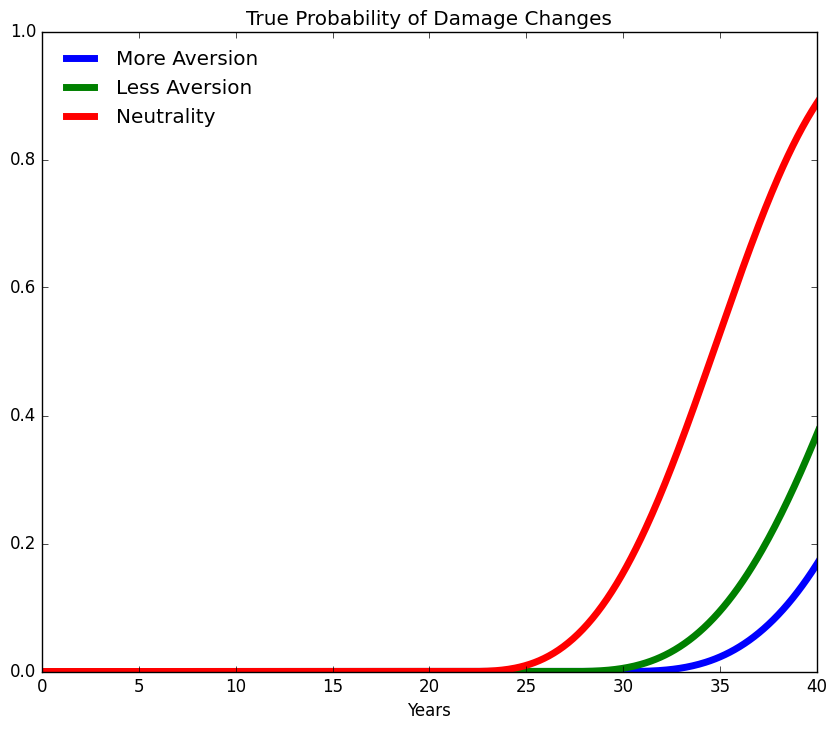 True Probability of Damage Changes
1.0
More Aversion
Less Aversion
Neutrality
0.8
0.6
0.4
0.2
0.0
0 5 10 15 20 25 30 35 40
Years